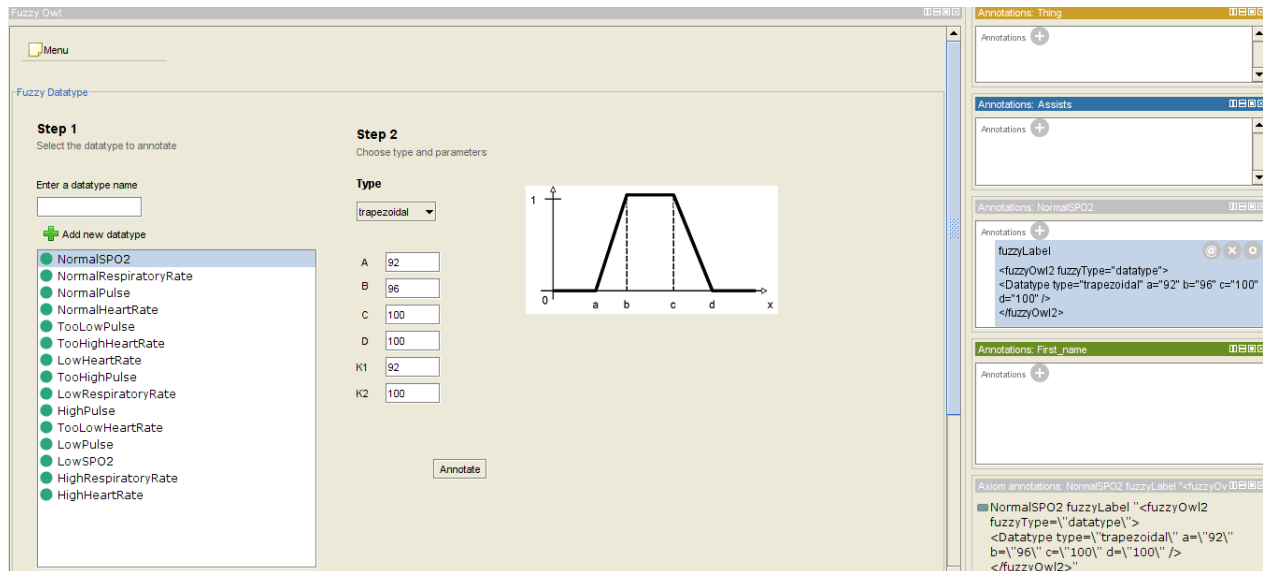 Fuzzy Owl
Menu
Fuzzy Datatype
Step 1
Select the datatype to annotate
Enter a datatype name
Add new datatype
NormalSPO2
NormalRespiratoryRate
NormalPulse
NormalHeartRate
TooLowPulse
TooHighHeartRate
LowHeartRate
TooHighPulse
LowRespiratoryRate
HighPulse
TooLowHeartRate
LowPulse
LowSPO2
HighRespiratoryRate
HighHeartRate
Step 2
Choose type and parameters
Type
trapezoidal
A 92
B 96
C 100
D 100
K1 92
K2 100
Annotate
1
0 a b c d x
Annotations: Thing
Annotations
Annotations: Assists
Annotations
Annotations: NormalSPO2
Annotations
fuzzyLabel
<fuzzyOwl2 fuzzyType="datatype">
<Datatype type="trapezoidal" a="92" b="96" c="100"
d="100" />
</fuzzyOwl2>
Annotations: First_name
Annotations
Axiom annotations: NormalSPO2 fuzzyLabel "<fuzzyOv
NormalSPO2 fuzzyLabel "<fuzzyOwl2
fuzzyType=\"datatype\">
<Datatype type=\"trapezoidal\" a=\"92\"
b=\"96\" c=\"100\" d=\"100\" />
</fuzzyOwl2>"